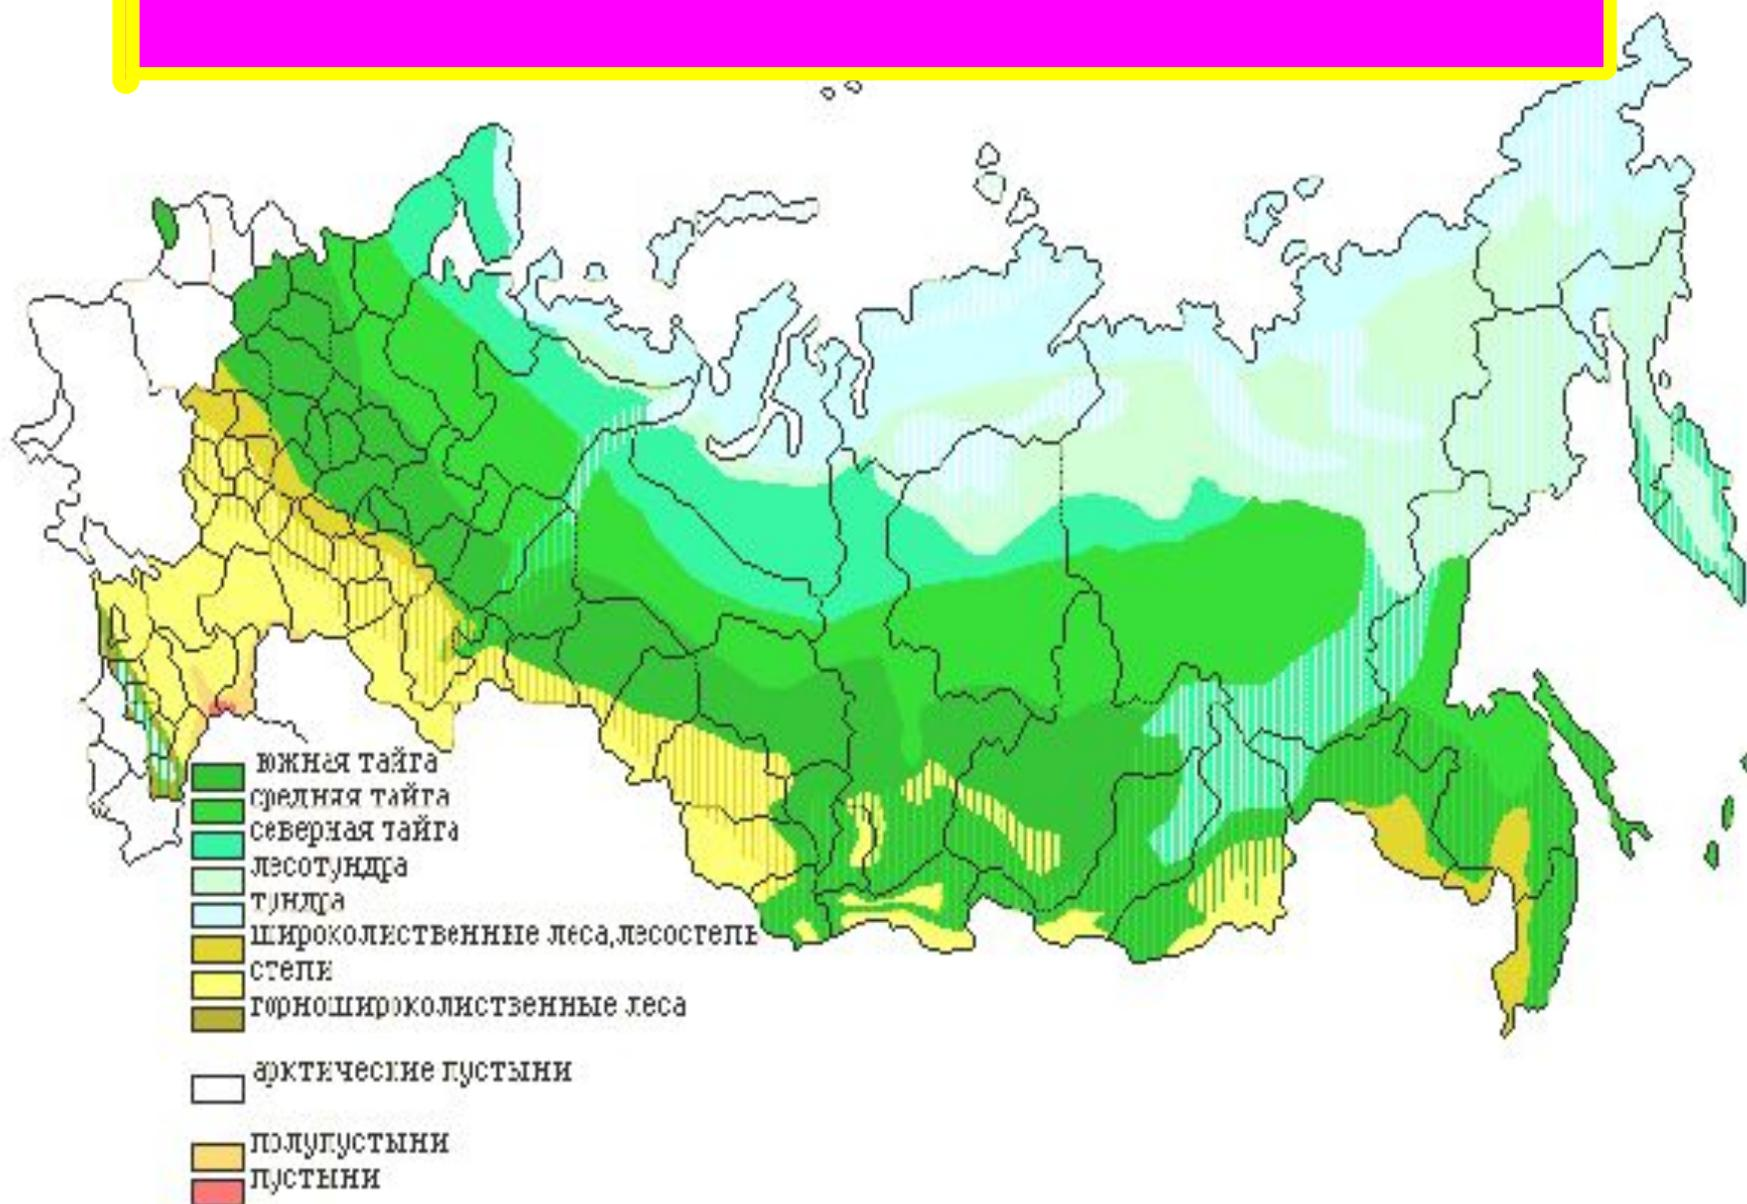 южная тайга
средняя тайга
северная тайга
лесотундра
тундра
широколиственные леса,лесостепь
степи
горношироколиственные леса
арктические пустыни
полупустыни
пустыни